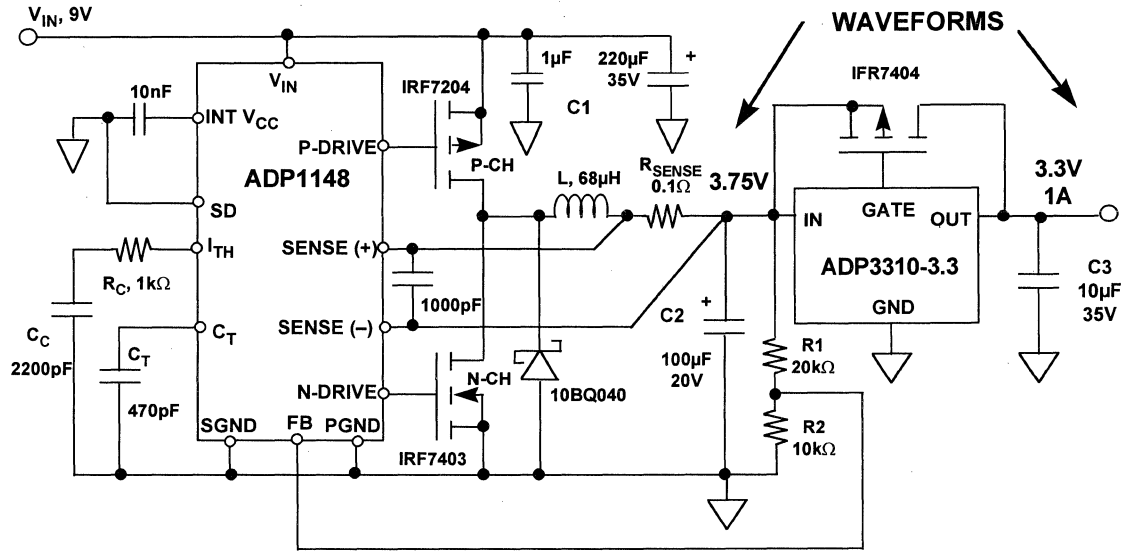 V_IN, 9V
WAVEFORMS
1µF
220µF
35V
+
C1
IFR7404
10nF
V_IN
IRF7204
INT V_CC
P-DRIVE
P-CH
ADP1148
L, 68µH
R_SENSE
0.1Ω
3.75V
3.3V
1A
SD
IN
GATE
OUT
I_TH
SENSE (+)
ADP3310-3.3
R_C, 1kΩ
1000pF
C3
10µF
35V
GND
SENSE (–)
C2
+
C_T
C_C
2200pF
C_T
470pF
100µF
20V
R1
20kΩ
N-CH
10BQ040
N-DRIVE
SGND
FB
PGND
IRF7403
R2
10kΩ